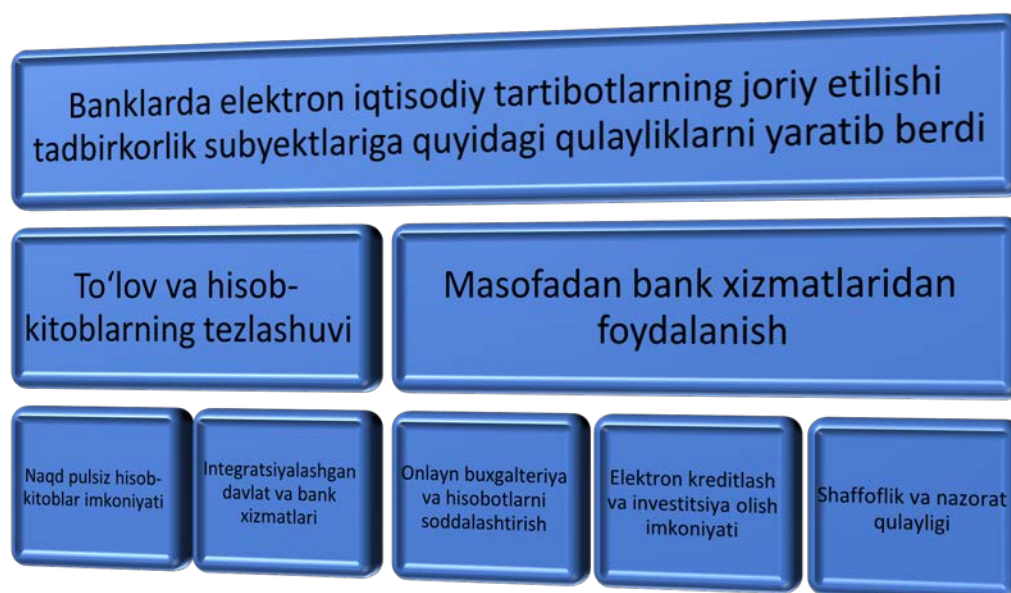 Banklarda elektron iqtisodiy tartibotlarning joriy etilishi
tadbirkorlik subyektlariga quyidagi qulayliklarni yaratib berdi
To‘lov va hisob-
kitoblarning tezlashuvi
Masofadan bank xizmatlaridan
foydalanish
Naqd pulsiz hisob-
kitoblar imkoniyati
Integratsiyalashgan
davlat va bank
xizmatlari
Onlayn buxgalteriya
va hisobotlarni
soddalashtirish
Elektron kreditlash
va investitsiya olish
imkoniyati
Shaffoflik va nazorat
qulayligi